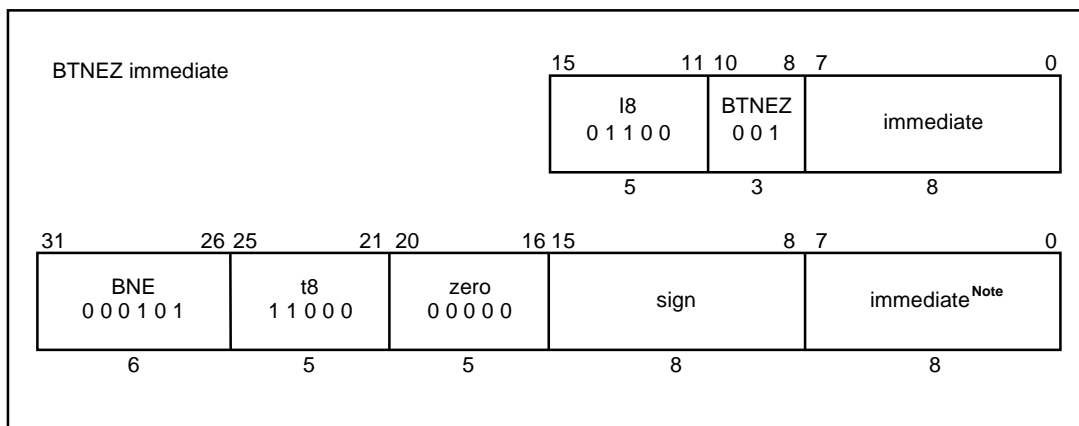 BTNEZ immediate
15 11 10 8 7 0
I8 BTNEZ immediate
0 1 1 0 0 0 0 1
5 3 8
31 26 25 21 20 16 15 8 7 0
BNE t8 zero sign immediate Note
0 0 0 1 0 1 1 1 0 0 0 0 0 0 0 0
6 5 5 8 8